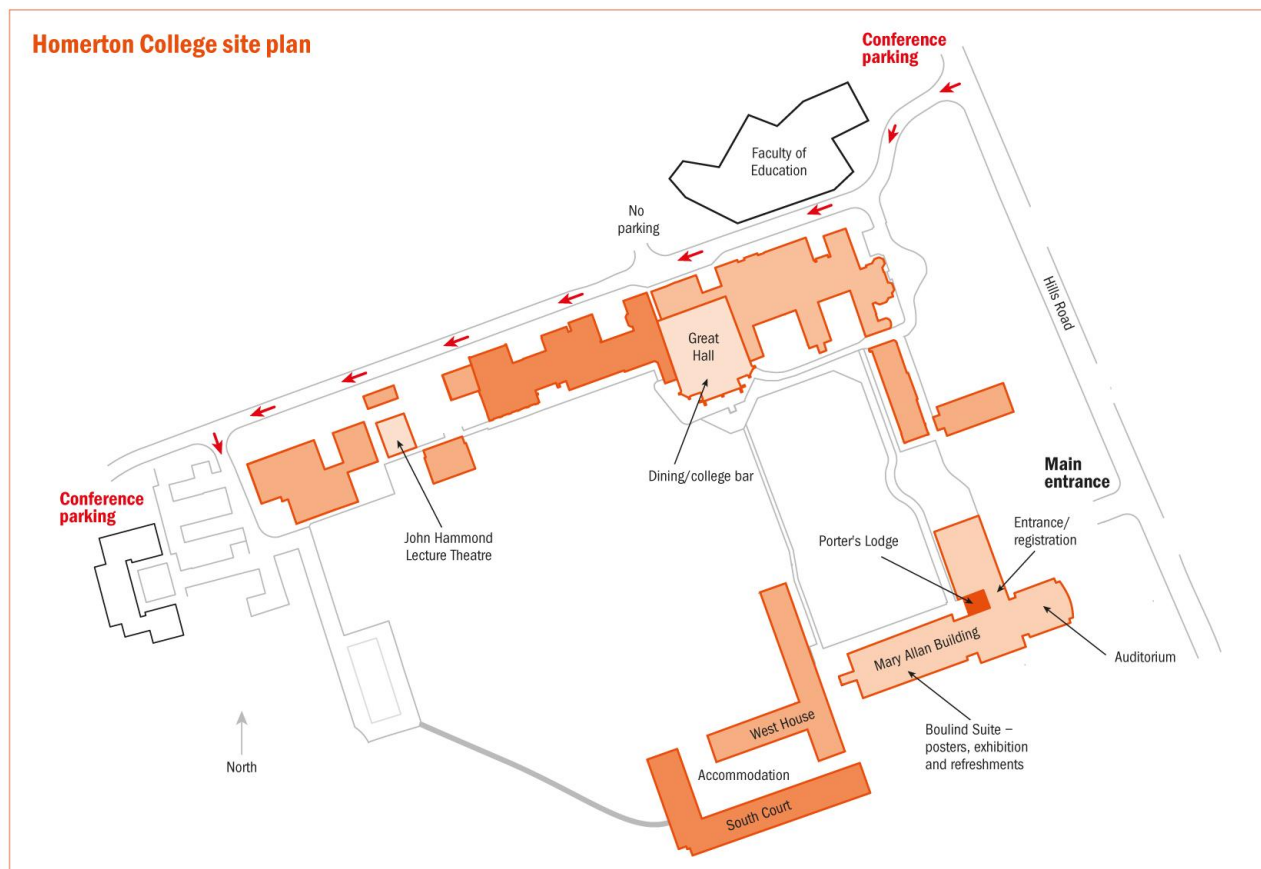 Homerton College site plan
Conference
parking
Faculty of
Education
No
parking
Hills Road
Great
Hall
Dining/college bar
Main
entrance
Conference
parking
John Hammond
Lecture Theatre
Entrance/
registration
Porter's Lodge
Mary Allan Building
Auditorium
West House
Boulind Suite –
posters, exhibition
and refreshments
North
Accommodation
South Court